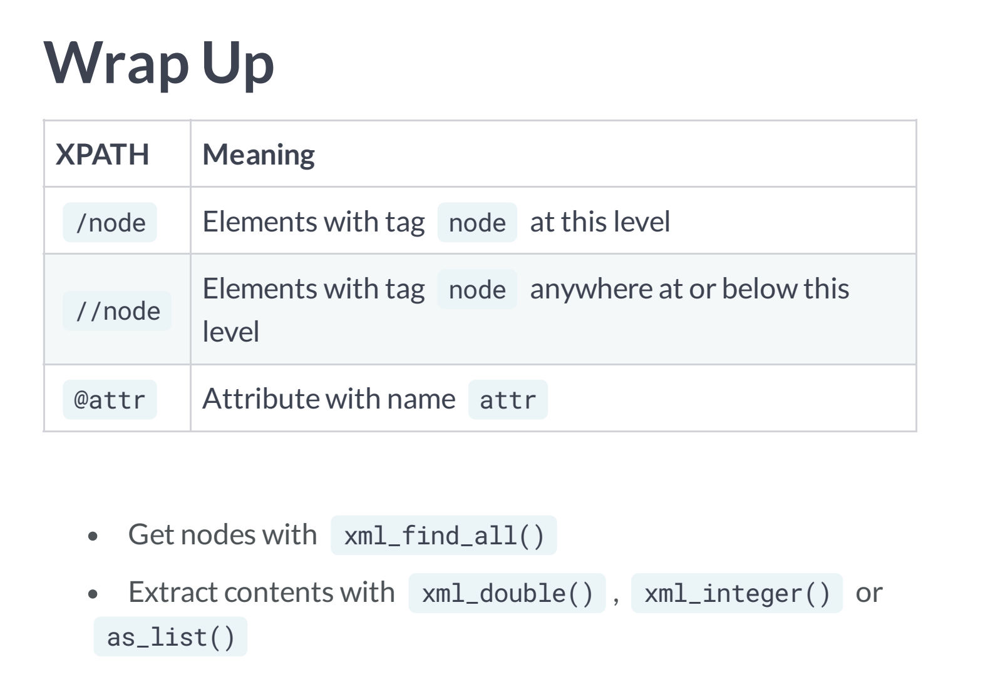 Wrap Up
XPATH Meaning
/node Elements with tag node at this level
//node Elements with tag node anywhere at or below this
level
@attr Attribute with name attr
• Get nodes with xml_find_all()
• Extract contents with xml_double() , xml_integer() or
as_list()